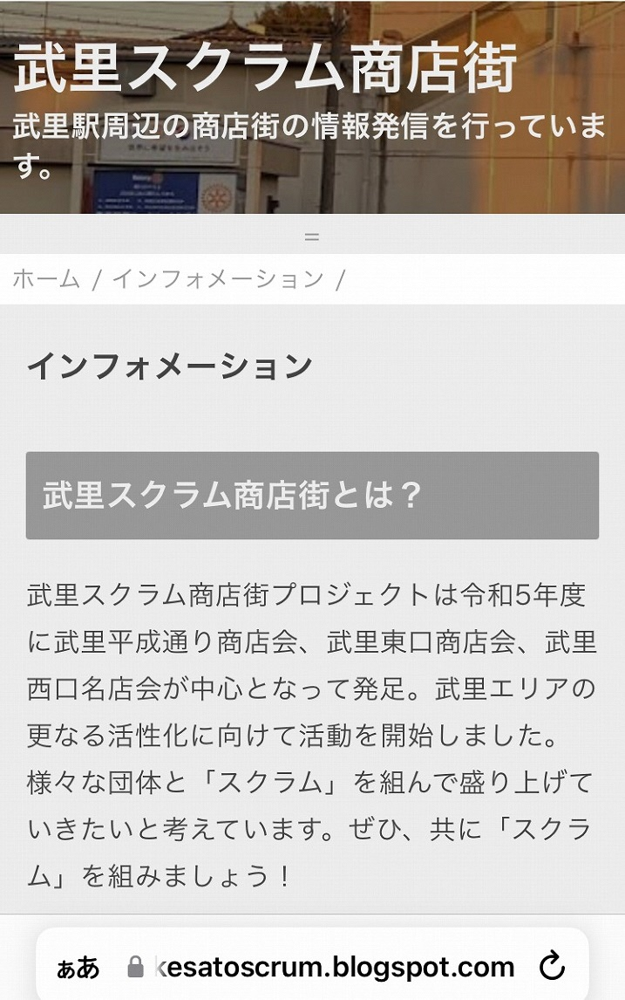 武里スクラム商店街
武里駅周辺の商店街の情報発信を行っていま
す。
=
ホーム / インフォメーション /
インフォメーション
武里スクラム商店街とは？
武里スクラム商店街プロジェクトは令和5年度
に武里平成通り商店会、武里東口商店会、武里
西口名店会が中心となって発足。武里エリアの
更なる活性化に向けて活動を開始しました。
様々な団体と「スクラム」を組んで盛り上げて
いきたいと考えています。ぜひ、共に「スクラ
ム」を組みましょう！
ぁあ kesatoscrum.blogspot.com